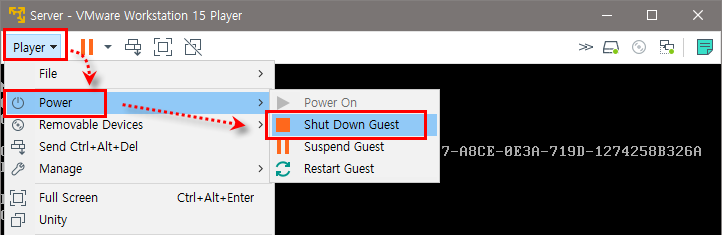 Server - VMware Workstation 15 Player
Player
File
Power
Power On
Removable Devices
Shut Down Guest
Send Ctrl+Alt+Del
Suspend Guest
7-A8CE-0E3A-719D-1274258B326A
Manage
Restart Guest
Full Screen Ctrl+Alt+Enter
Unity